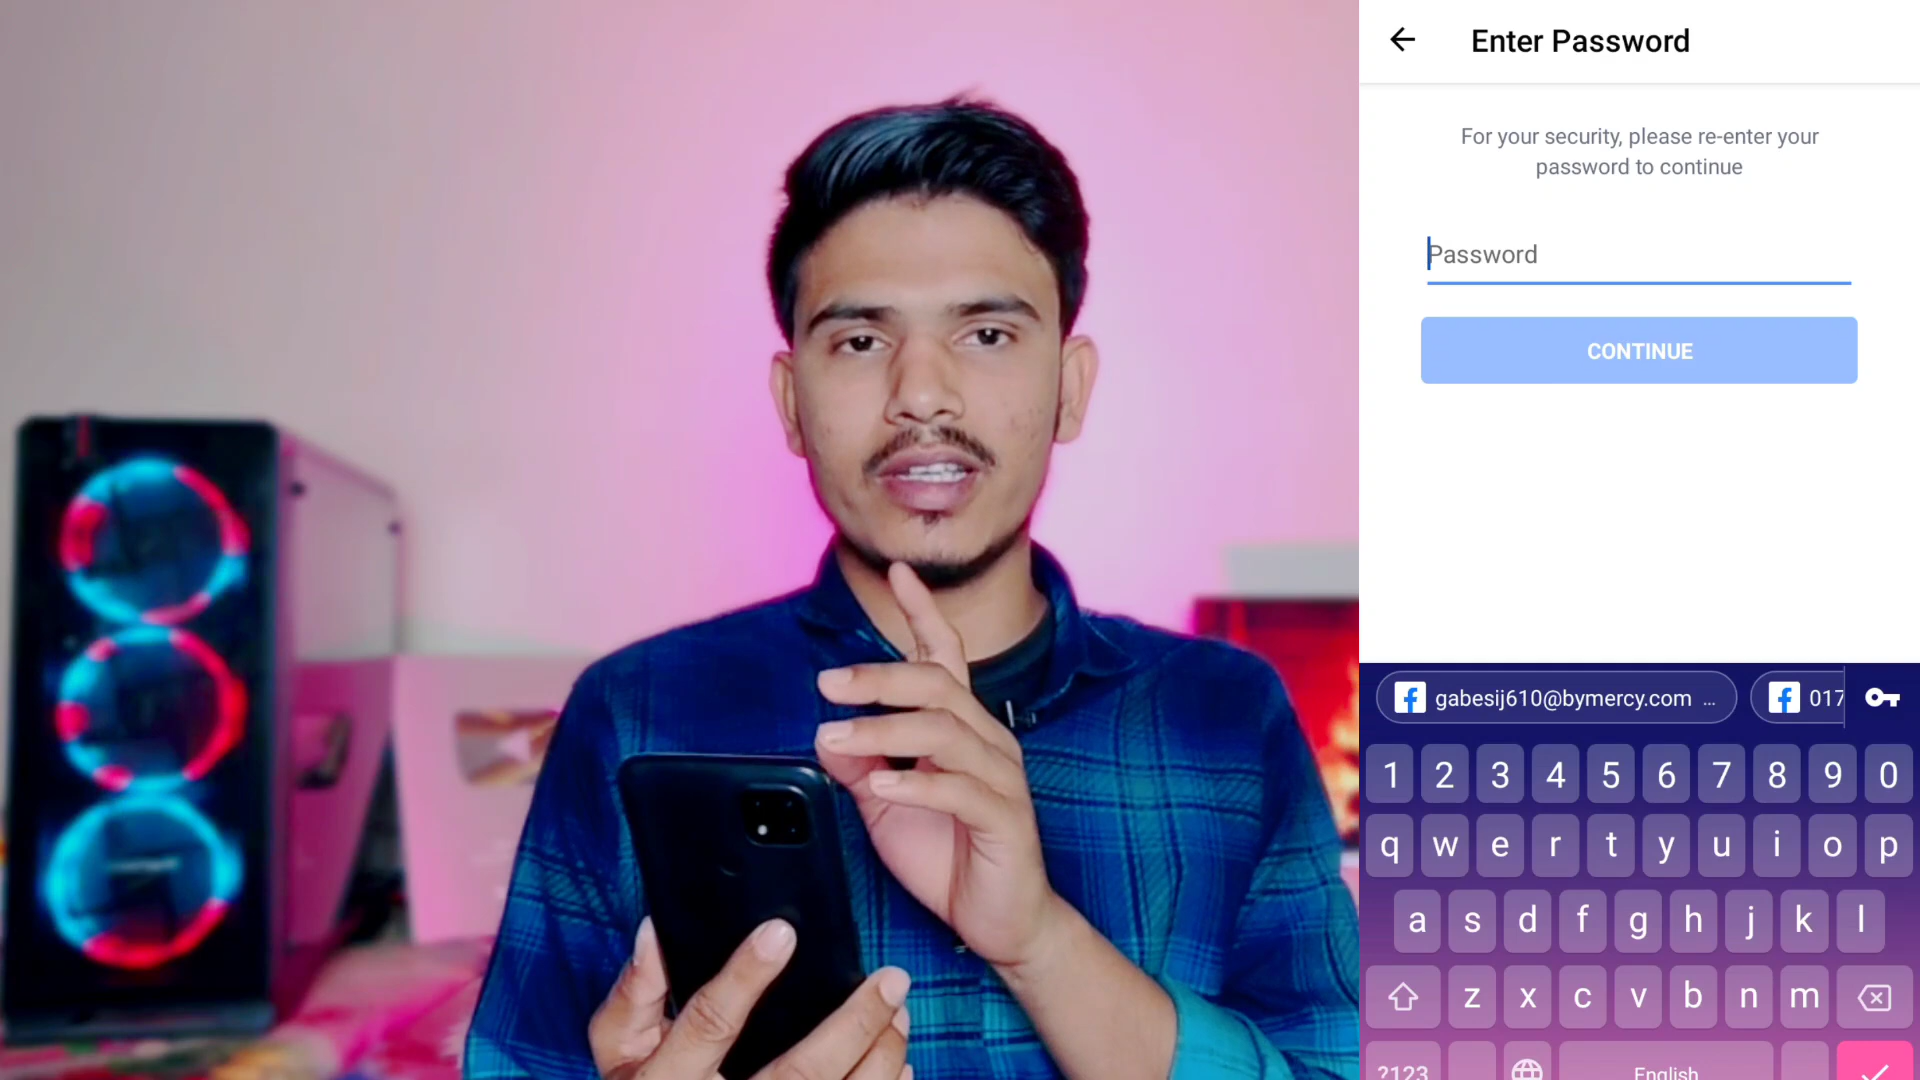 Enter Password
For your security, please re-enter your
password to continue
Password
CONTINUE
gabesij610@bymercy.com ...
017
1 2 3 4 5 6 7 8 9 0
q w e r t y u i o p
a s d f g h j k l
z x c v b n m
?123
English